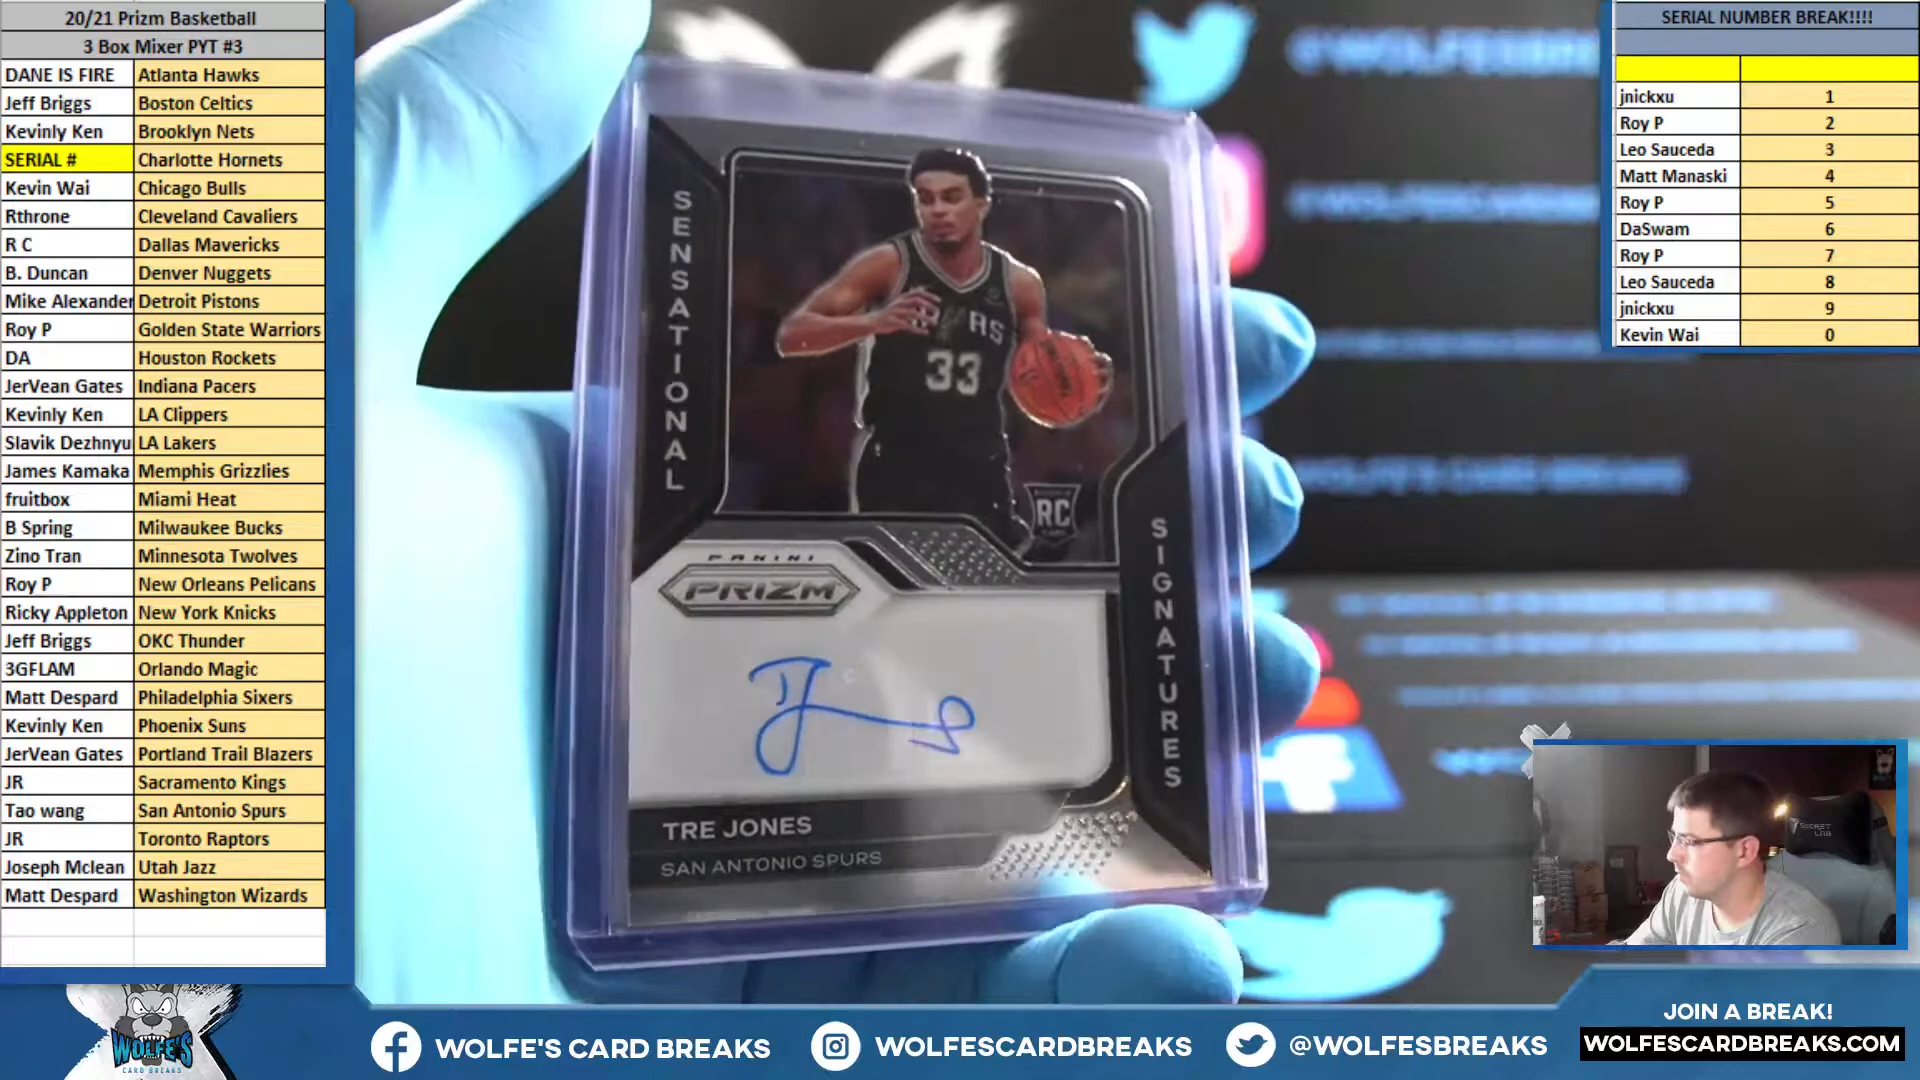 20/21 Prizm Basketball
3 Box Mixer PYT #3
DANE IS FIRE Atlanta Hawks
Jeff Briggs Boston Celtics
Kevinly Ken Brooklyn Nets
SERIAL # Charlotte Hornets
Kevin Wai Chicago Bulls
Rthrone Cleveland Cavaliers
R C Dallas Mavericks
B. Duncan Denver Nuggets
Mike Alexander Detroit Pistons
Roy P Golden State Warriors
DA Houston Rockets
JerVean Gates Indiana Pacers
Kevinly Ken LA Clippers
Slavik Dezhnyu LA Lakers
James Kamaka Memphis Grizzlies
fruitbox Miami Heat
B Spring Milwaukee Bucks
Zino Tran Minnesota Twolves
Roy P New Orleans Pelicans
Ricky Appleton New York Knicks
Jeff Briggs OKC Thunder
3GFLAM Orlando Magic
Matt Despard Philadelphia Sixers
Kevinly Ken Phoenix Suns
JerVean Gates Portland Trail Blazers
JR Sacramento Kings
Tao wang San Antonio Spurs
JR Toronto Raptors
Joseph Mclean Utah Jazz
Matt Despard Washington Wizards
SENSATIONAL
33
RC
PANINI
PRIZM
SIGNATURES
TRE JONES
SAN ANTONIO SPURS
SERIAL NUMBER BREAK!!!!
jnickxu 1
Roy P 2
Leo Sauceda 3
Matt Manaski 4
Roy P 5
DaSwam 6
Roy P 7
Leo Sauceda 8
jnickxu 9
Kevin Wai 0
WOLFE'S CARD BREAKS
SECRET LAB
WOLFE'S
CARD BREAKS
WOLFE'S CARD BREAKS
WOLFESCARDBREAKS
@WOLFESBREAKS
JOIN A BREAK!
WOLFESCARDBREAKS.COM